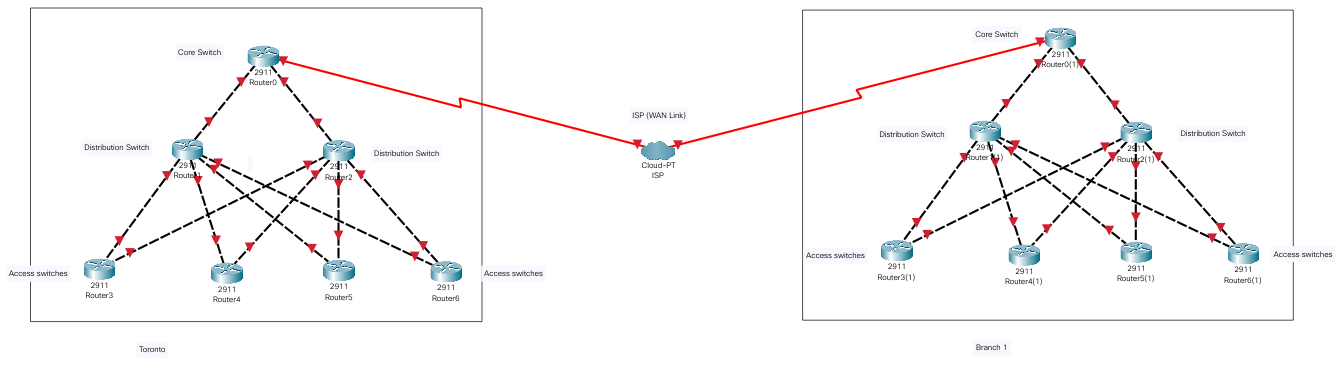 Core Switch
2911
Router0
Distribution Switch
2911
Distribution Switch
2911
Router2
Access switches
2911
Router3
2911
Router4
2911
Router5
2911
Router6
Access switches
Toronto
ISP (WAN Link)
Cloud-PT
ISP
Core Switch
2911
Router0(1)
Distribution Switch
2911
2911
Router2(1)
Distribution Switch
Access switches
2911
Router3(1)
2911
Router4(1)
2911
Router5(1)
2911
Router6(1)
Access switches
Branch 1